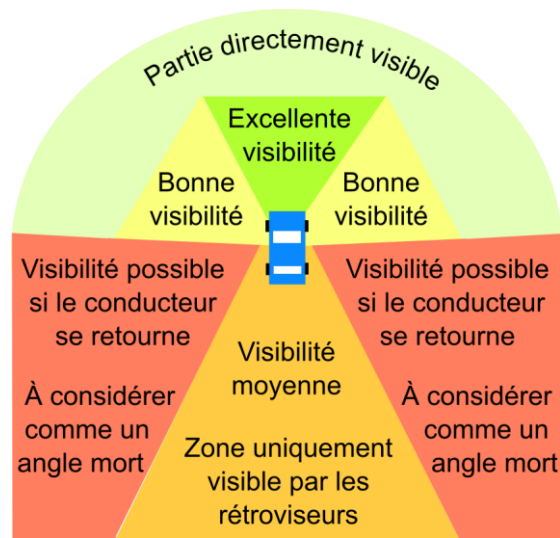 Partie directement visible
Excellente
visibilité
Bonne
visibilité
Bonne
visibilité
Visibilité possible
si le conducteur
se retourne
À considérer
comme un
angle mort
Visibilité
moyenne
Zone uniquement
visible par les
rétroviseurs
Visibilité possible
si le conducteur
se retourne
À considérer
comme un
angle mort